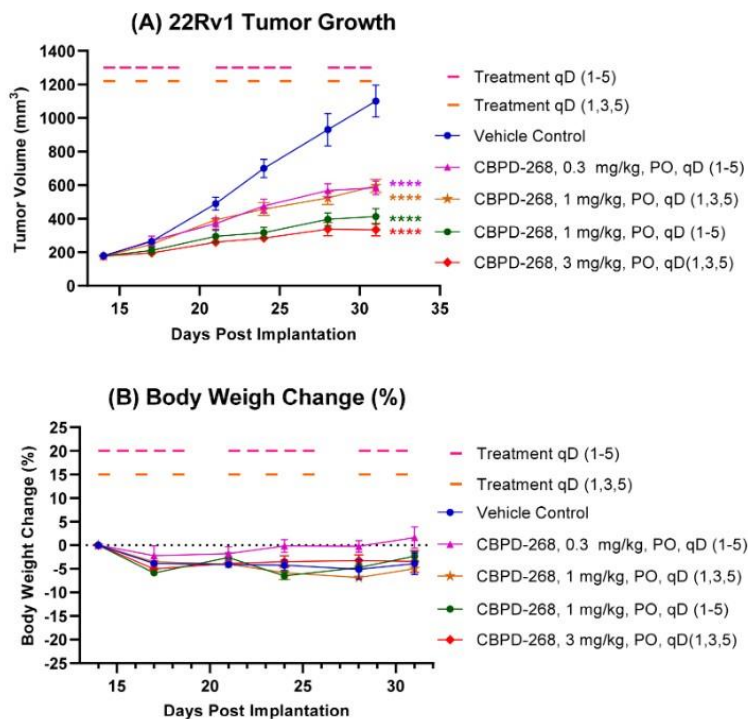 (A) 22Rv1 Tumor Growth
Tumor Volume (mm³)
1400
1200
1000
800
600
400
200
0
15
20
25
30
35
Days Post Implantation
****
****
****
****
Treatment qD (1-5)
Treatment qD (1,3,5)
Vehicle Control
CBPD-268, 0.3 mg/kg, PO, qD (1-5)
CBPD-268, 1 mg/kg, PO, qD (1,3,5)
CBPD-268, 1 mg/kg, PO, qD (1-5)
CBPD-268, 3 mg/kg, PO, qD(1,3,5)
(B) Body Weigh Change (%)
Body Weight Change (%)
25
20
15
10
5
0
-5
-10
-15
-20
-25
15
20
25
30
Days Post Implantation
Treatment qD (1-5)
Treatment qD (1,3,5)
Vehicle Control
CBPD-268, 0.3 mg/kg, PO, qD (1-5)
CBPD-268, 1 mg/kg, PO, qD (1,3,5)
CBPD-268, 1 mg/kg, PO, qD (1-5)
CBPD-268, 3 mg/kg, PO, qD(1,3,5)